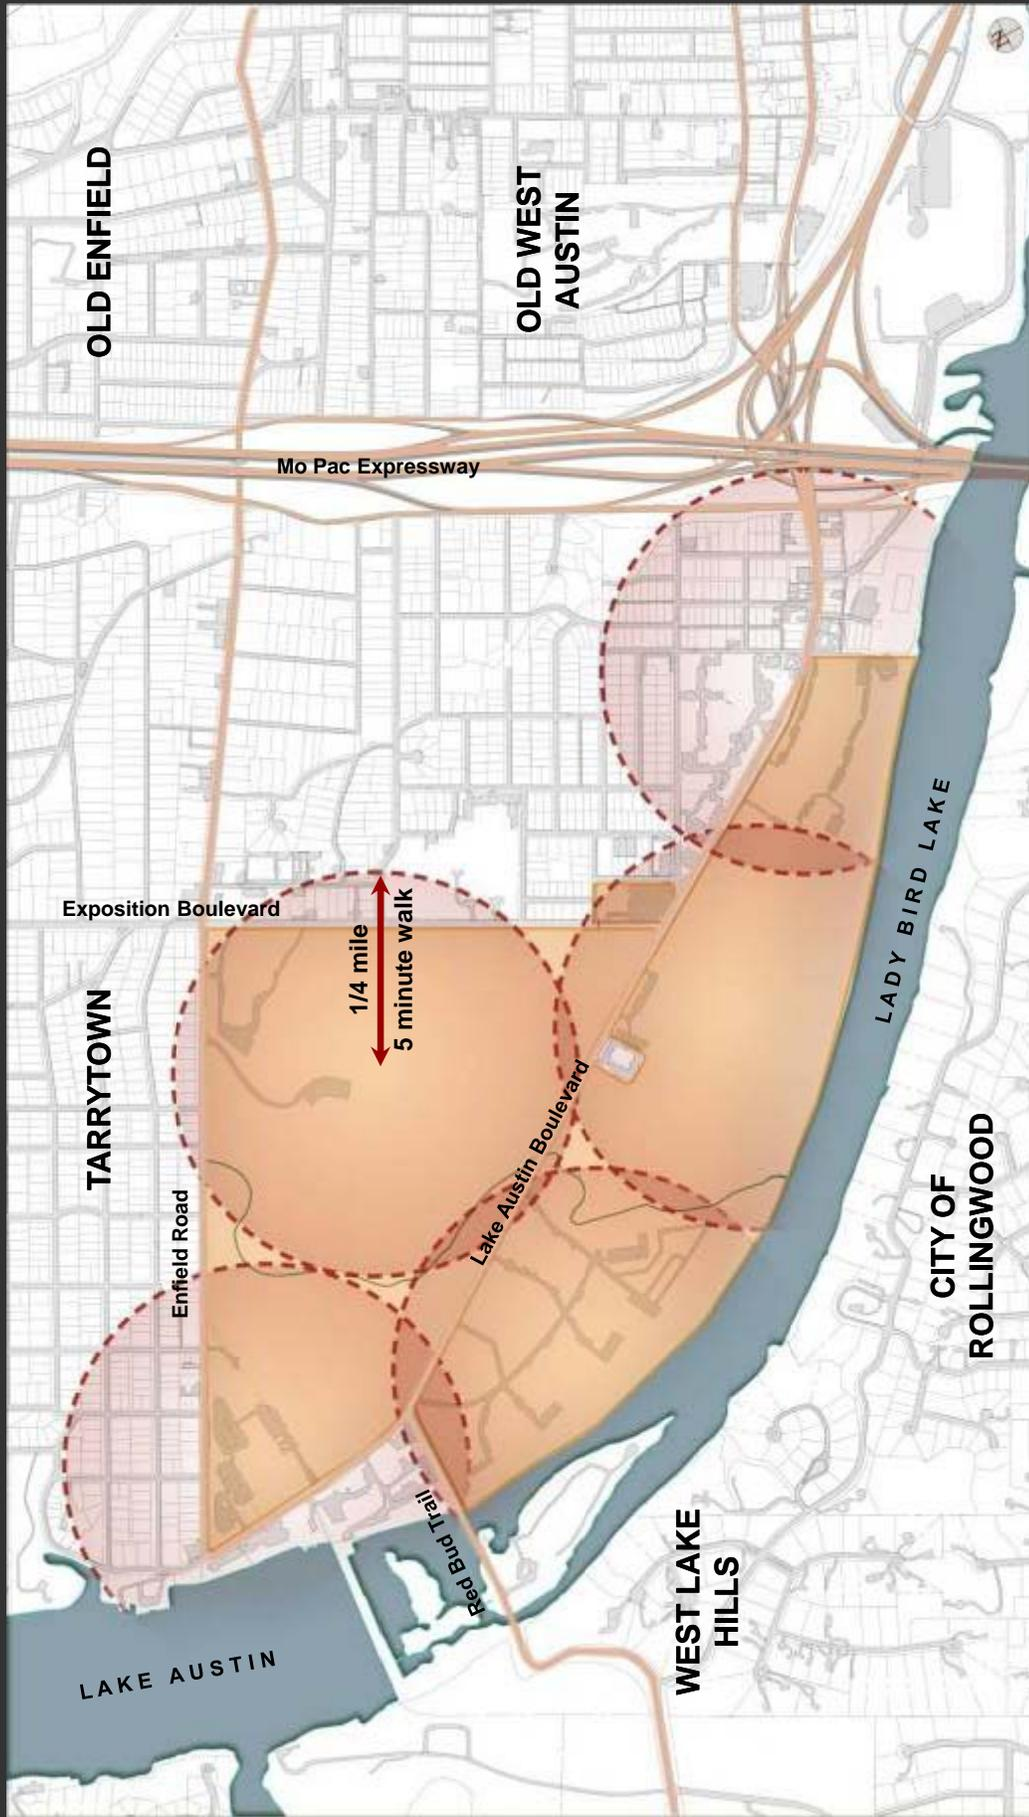 OLD ENFIELD
OLD WEST
AUSTIN
Mo Pac Expressway
Exposition Boulevard
1/4 mile
5 minute walk
LADY BIRD LAKE
TARRYTOWN
Lake Austin Boulevard
Enfield Road
CITY OF
ROLLINGWOOD
Red Bud Trail
WEST LAKE
HILLS
LAKE AUSTIN
N